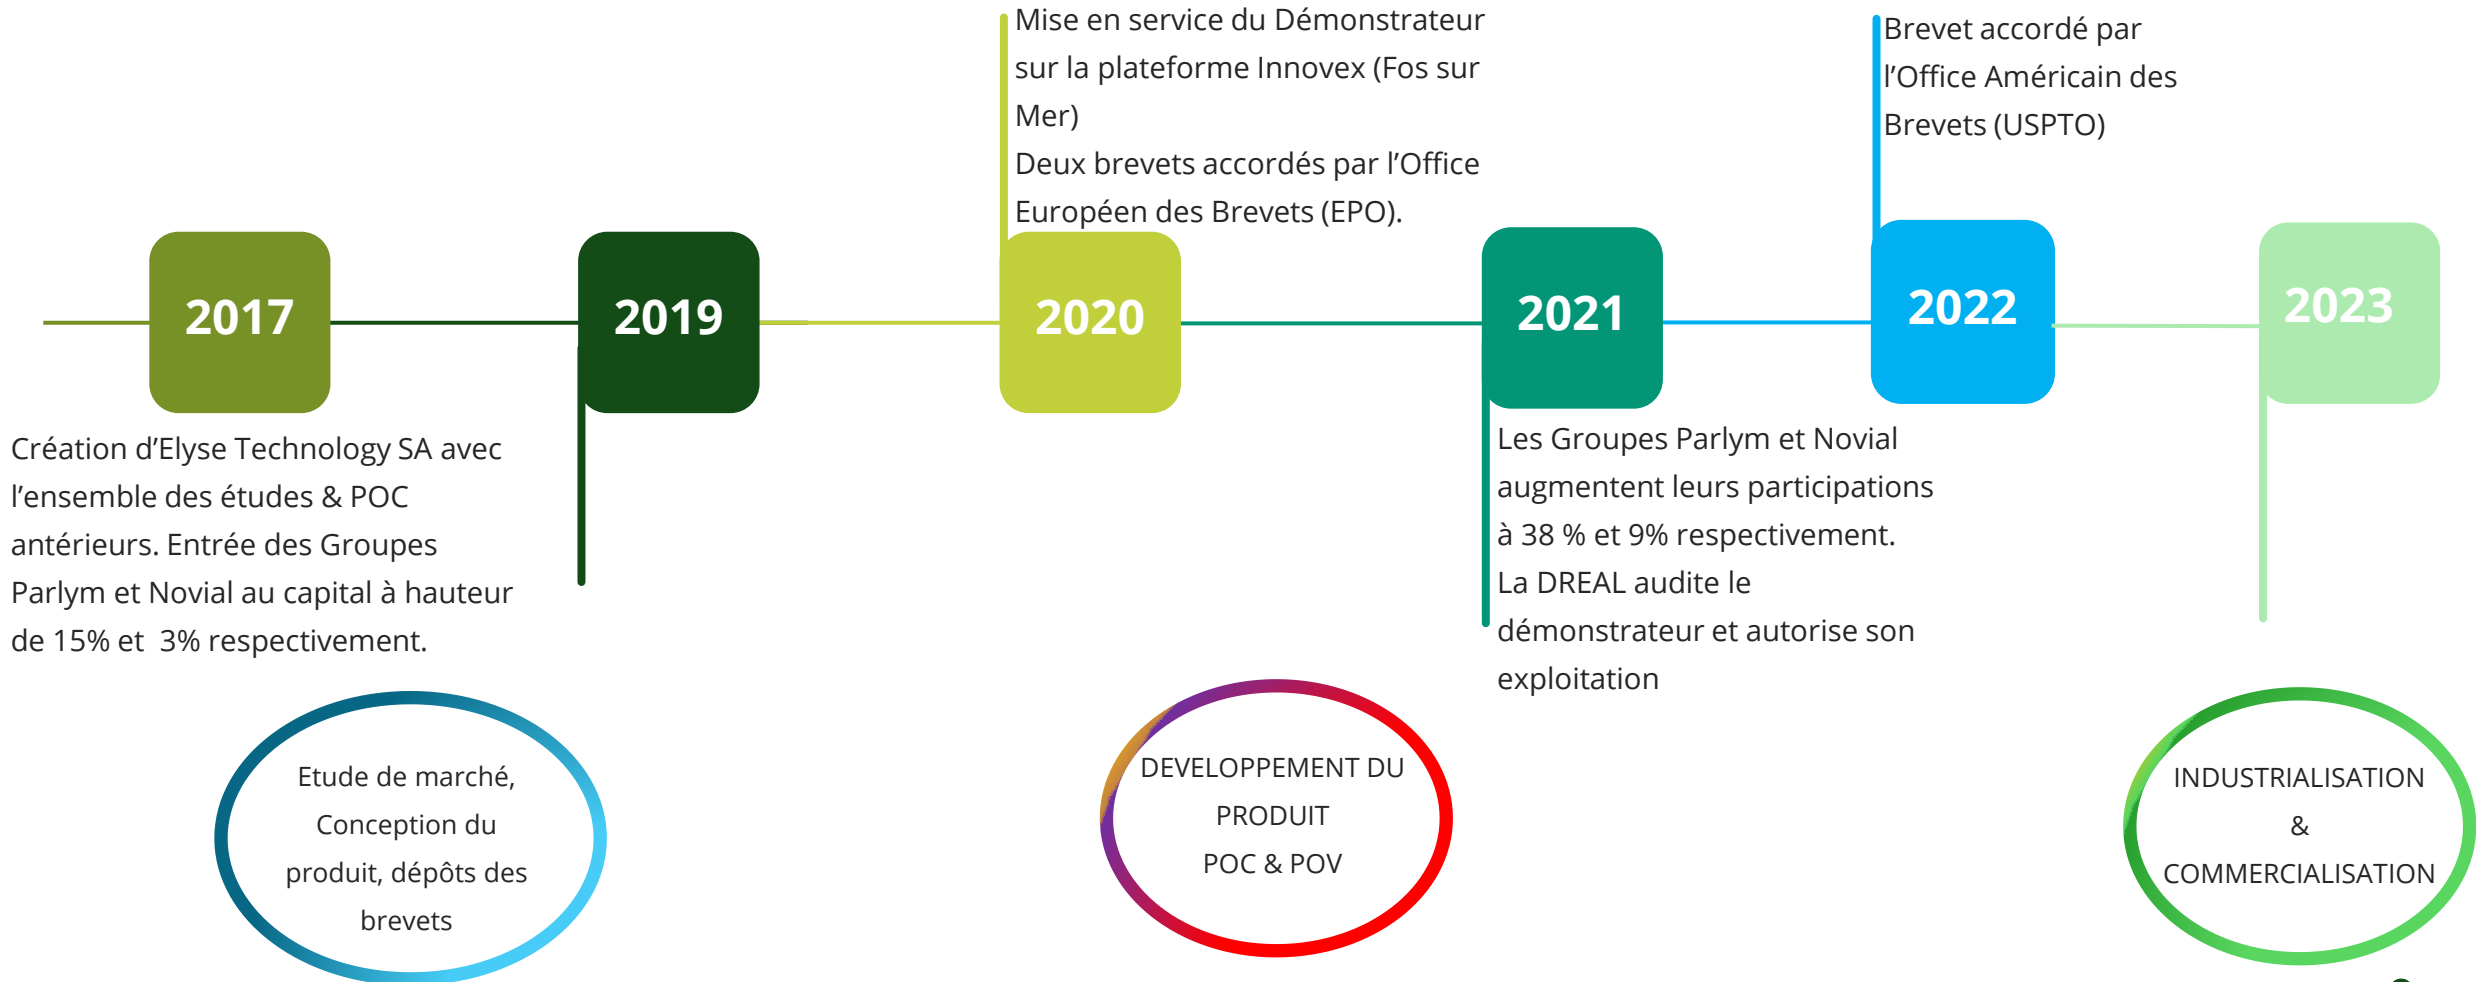 Mise en service du Démonstrateur
sur la plateforme Innovex (Fos sur
Mer)
Deux brevets accordés par l’Office
Européen des Brevets (EPO).
Brevet accordé par
l’Office Américain des
Brevets (USPTO)
2017
2019
2020
2021
2022
2023
Création d’Elyse Technology SA avec
l’ensemble des études & POC
antérieurs. Entrée des Groupes
Parlym et Novial au capital à hauteur
de 15% et  3% respectivement.
Les Groupes Parlym et Novial
augmentent leurs participations
à 38 % et 9% respectivement.
La DREAL audite le
démonstrateur et autorise son
exploitation
Etude de marché,
Conception du
produit, dépôts des
brevets
DEVELOPPEMENT DU
PRODUIT
POC & POV
INDUSTRIALISATION
&
COMMERCIALISATION